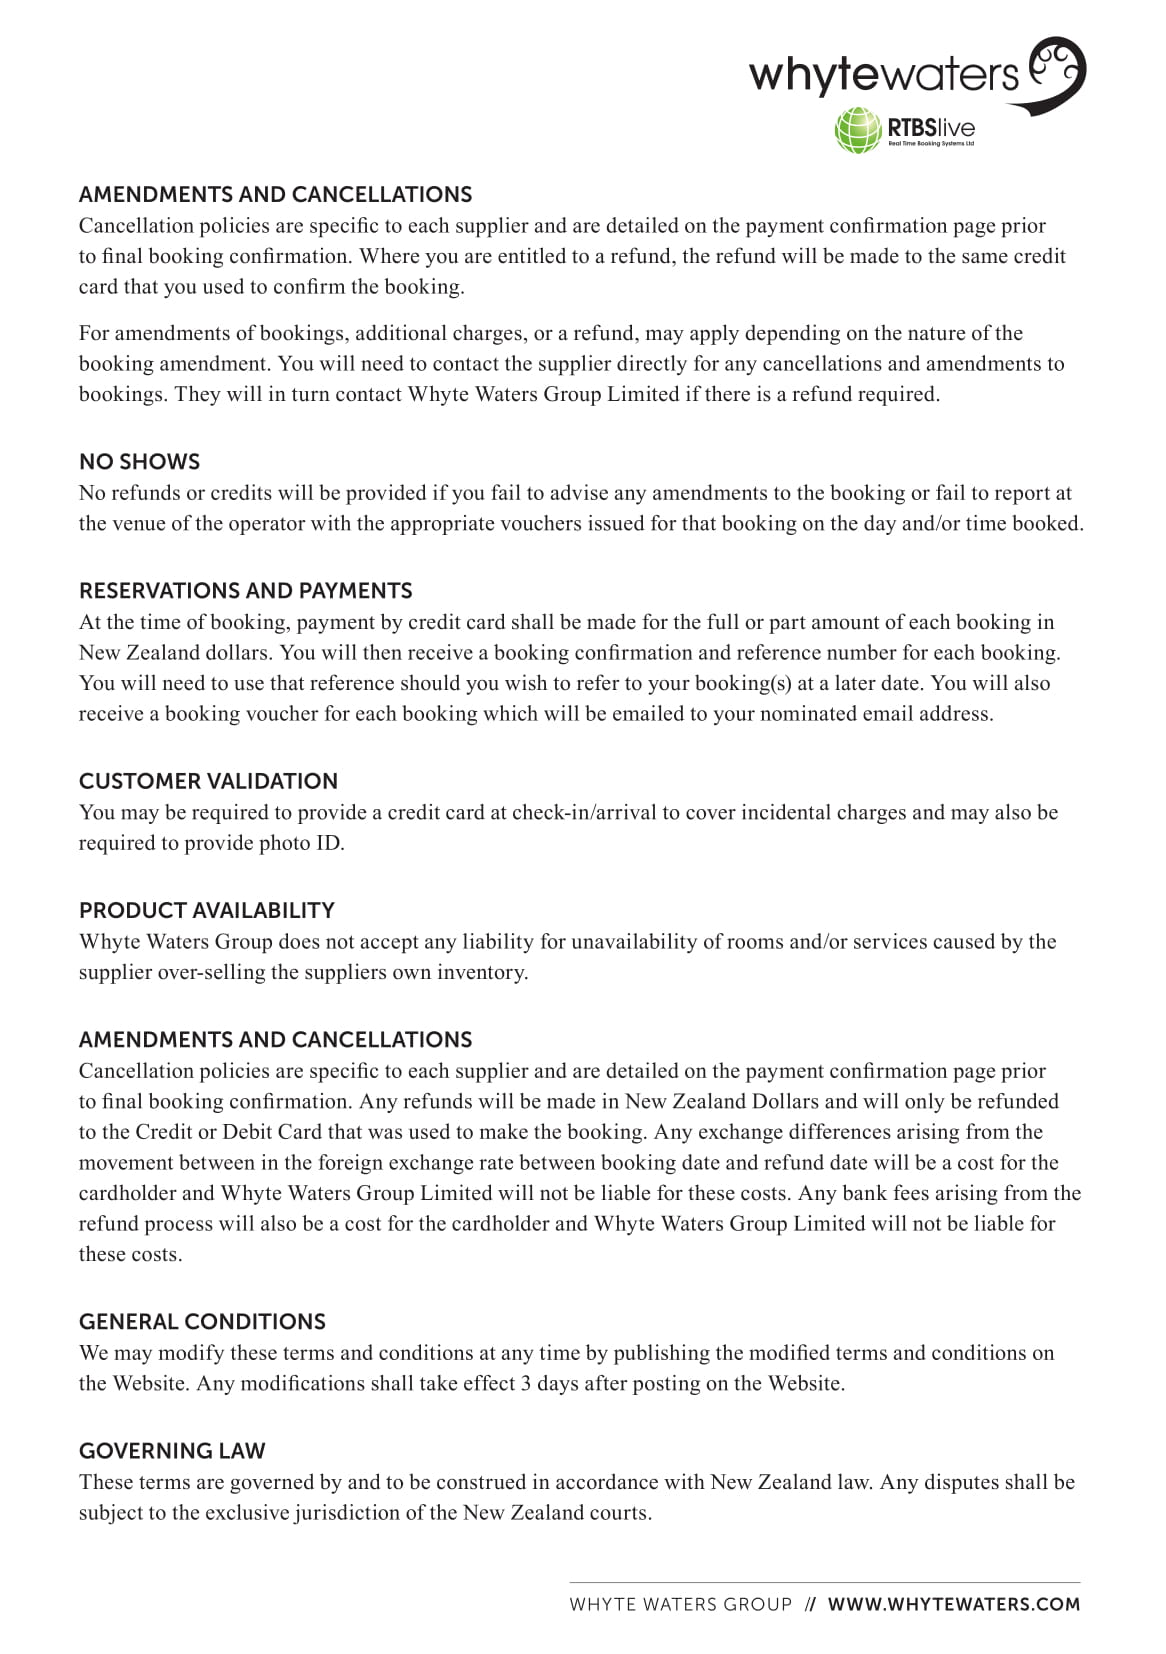 whytewaters
RTBSlive
Real Time Booking Systems Ltd
AMENDMENTS AND CANCELLATIONS
Cancellation policies are specific to each supplier and are detailed on the payment confirmation page prior
to final booking confirmation. Where you are entitled to a refund, the refund will be made to the same credit
card that you used to confirm the booking.
For amendments of bookings, additional charges, or a refund, may apply depending on the nature of the
booking amendment. You will need to contact the supplier directly for any cancellations and amendments to
bookings. They will in turn contact Whyte Waters Group Limited if there is a refund required.
NO SHOWS
No refunds or credits will be provided if you fail to advise any amendments to the booking or fail to report at
the venue of the operator with the appropriate vouchers issued for that booking on the day and/or time booked.
RESERVATIONS AND PAYMENTS
At the time of booking, payment by credit card shall be made for the full or part amount of each booking in
New Zealand dollars. You will then receive a booking confirmation and reference number for each booking.
You will need to use that reference should you wish to refer to your booking(s) at a later date. You will also
receive a booking voucher for each booking which will be emailed to your nominated email address.
CUSTOMER VALIDATION
You may be required to provide a credit card at check-in/arrival to cover incidental charges and may also be
required to provide photo ID.
PRODUCT AVAILABILITY
Whyte Waters Group does not accept any liability for unavailability of rooms and/or services caused by the
supplier over-selling the suppliers own inventory.
AMENDMENTS AND CANCELLATIONS
Cancellation policies are specific to each supplier and are detailed on the payment confirmation page prior
to final booking confirmation. Any refunds will be made in New Zealand Dollars and will only be refunded
to the Credit or Debit Card that was used to make the booking. Any exchange differences arising from the
movement between in the foreign exchange rate between booking date and refund date will be a cost for the
cardholder and Whyte Waters Group Limited will not be liable for these costs. Any bank fees arising from the
refund process will also be a cost for the cardholder and Whyte Waters Group Limited will not be liable for
these costs.
GENERAL CONDITIONS
We may modify these terms and conditions at any time by publishing the modified terms and conditions on
the Website. Any modifications shall take effect 3 days after posting on the Website.
GOVERNING LAW
These terms are governed by and to be construed in accordance with New Zealand law. Any disputes shall be
subject to the exclusive jurisdiction of the New Zealand courts.
WHYTE WATERS GROUP // WWW.WHYTEWATERS.COM